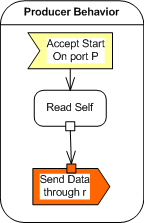 Producer Behavior
Accept Start
On port P
Read Self
Send Data
through r